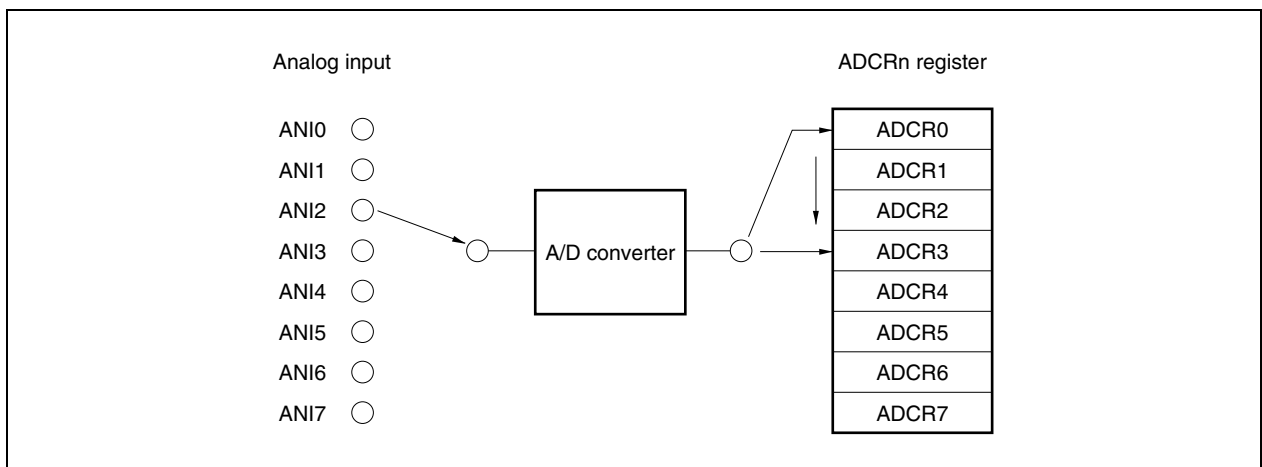 Analog input
ADCRn register
ANI0
ANI1
ANI2
ANI3
ANI4
ANI5
ANI6
ANI7
A/D converter
ADCR0
ADCR1
ADCR2
ADCR3
ADCR4
ADCR5
ADCR6
ADCR7